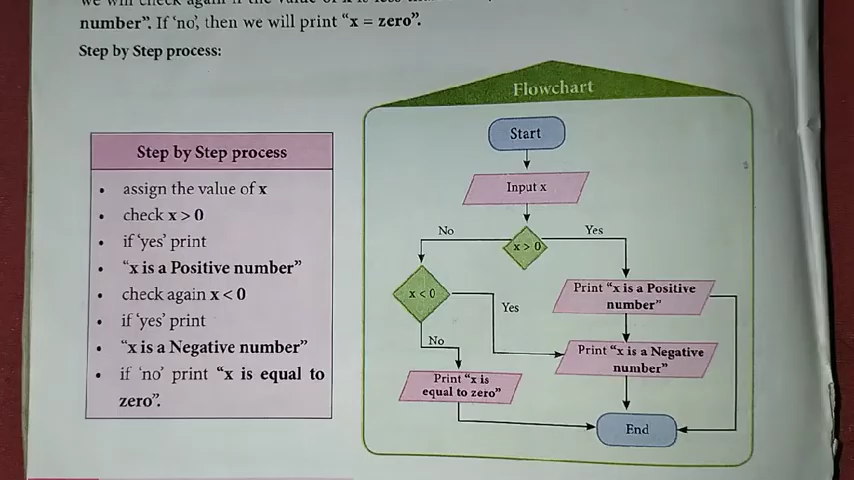 number”. If ‘no’, then we will print “x = zero”.
Step by Step process:
Step by Step process
• assign the value of x
• check x > 0
• if ‘yes’ print
• “x is a Positive number”
• check again x < 0
• if ‘yes’ print
• “x is a Negative number”
• if ‘no’ print “x is equal to
zero”.
Flowchart
Start
Input x
No
x > 0
Yes
x < 0
Yes
Print “x is a Positive
number”
No
Print “x is a Negative
number”
Print “x is
equal to zero”
End